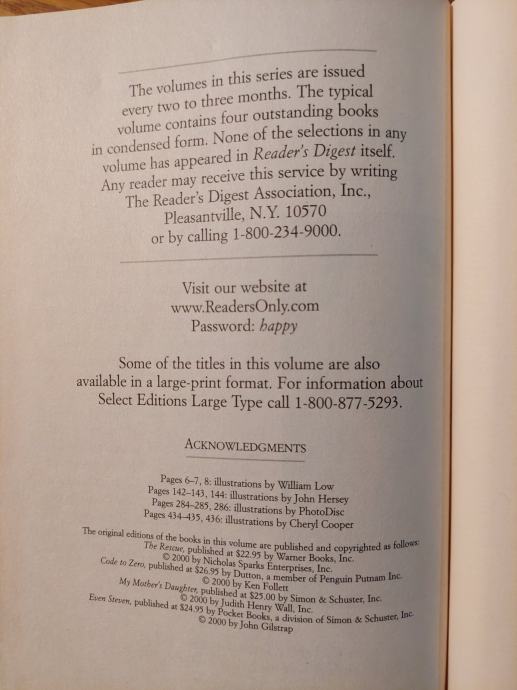 The volumes in this series are issued
every two to three months. The typical
volume contains four outstanding books
in condensed form. None of the selections in any
volume has appeared in Reader's Digest itself.
Any reader may receive this service by writing
The Reader's Digest Association, Inc.,
Pleasantville, N.Y. 10570
or by calling 1-800-234-9000.
Visit our website at
www.ReadersOnly.com
Password: happy
Some of the titles in this volume are also
available in a large-print format. For information about
Select Editions Large Type call 1-800-877-5293.
ACKNOWLEDGMENTS
Pages 6–7, 8: illustrations by William Low
Pages 142–143, 144: illustrations by John Hersey
Pages 284–285, 286: illustrations by PhotoDisc
Pages 434–435, 436: illustrations by Cheryl Cooper
The original editions of the books in this volume are published and copyrighted as follows:
The Rescue, published at $22.95 by Warner Books, Inc.
© 2000 by Nicholas Sparks Enterprises, Inc.
Code to Zero, published at $26.95 by Dutton, a member of Penguin Putnam Inc.
© 2000 by Ken Follett
My Mother's Daughter, published at $25.00 by Simon & Schuster, Inc.
© 2000 by Judith Henry Wall, Inc.
Even Steven, published at $24.95 by Pocket Books, a division of Simon & Schuster, Inc.
© 2000 by John Gilstrap